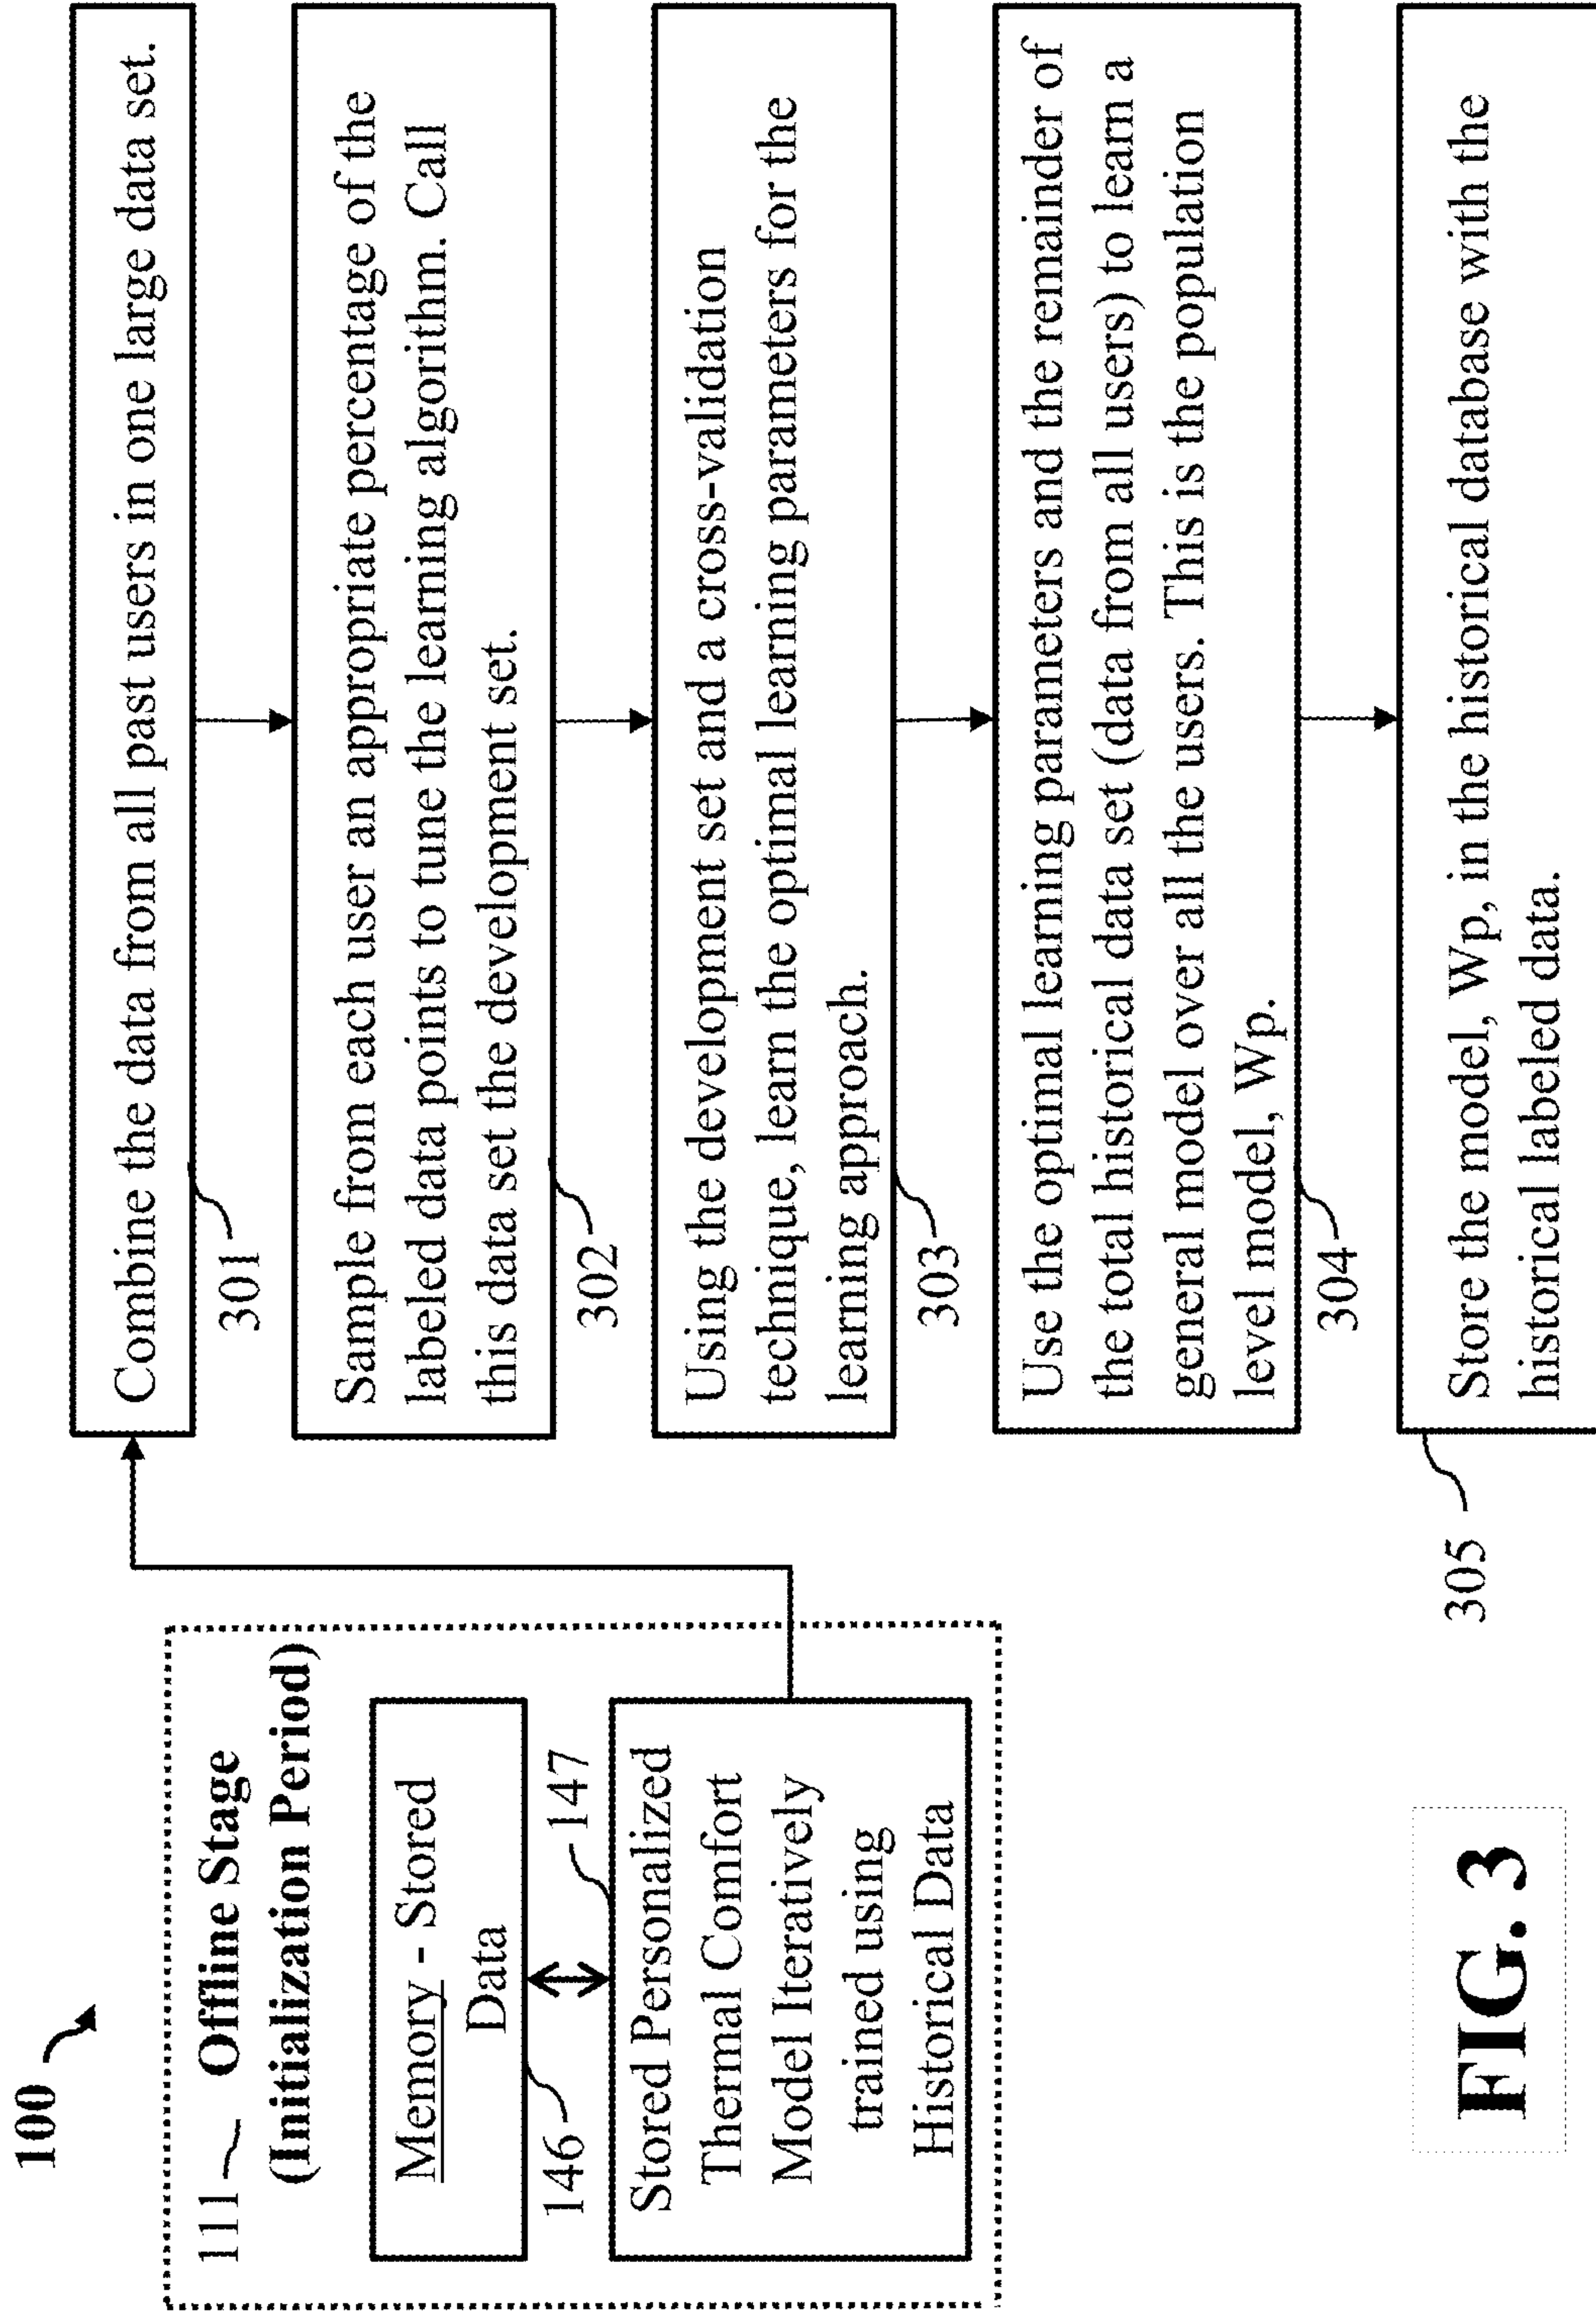 100
111
Offline Stage
(Initialization Period)
Memory - Stored
Data
146
147
Stored Personalized
Thermal Comfort
Model Iteratively
trained using
Historical Data
Combine the data from all past users in one large data set.
301
Sample from each user an appropriate percentage of the
labeled data points to tune the learning algorithm. Call
this data set the development set.
302
Using the development set and a cross-validation
technique, learn the optimal learning parameters for the
learning approach.
303
Use the optimal learning parameters and the remainder of
the total historical data set (data from all users) to learn a
general model over all the users. This is the population
level model, Wp.
304
Store the model, Wp, in the historical database with the
historical labeled data.
305
FIG. 3